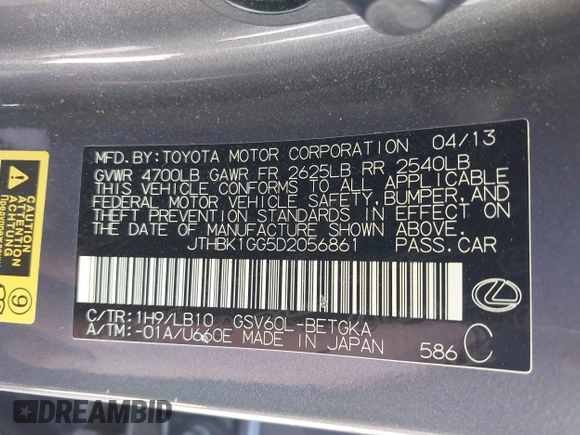 MFD.BY:TOYOTA MOTOR CORPORATION 04/13
GVWR 4700LB GAWR FR 2625LB RR 2540LB
THIS VEHICLE CONFORMS TO ALL APPLICABLE
FEDERAL MOTOR VEHICLE SAFETY,BUMPER,AND
THEFT PREVENTION STANDARDS IN EFFECT ON
THE DATE OF MANUFACTURE SHOWN ABOVE.
JTHBK1GG5D2056861 PASS.CAR
C/TR:1H9/LB10 GSV60L-BETGKA
A/TM:-01A/U660E MADE IN JAPAN 586 C
CAUTION
ATTENTION
ACHTUNG
9
DREAMBID